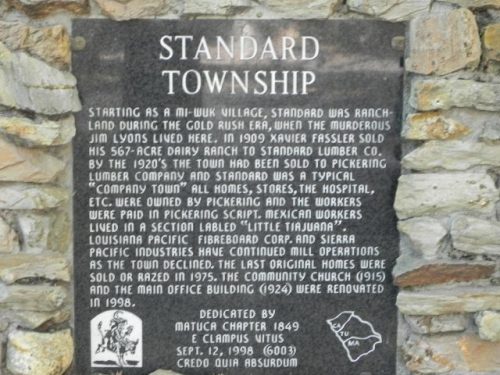 STANDARD
TOWNSHIP
STARTING AS A MI-WUK VILLAGE, STANDARD WAS RANCH-
LAND DURING THE GOLD RUSH ERA, WHEN THE MURDEROUS
JIM LYONS LIVED HERE. IN 1909 XAVIER FASSLER SOLD
HIS 567-ACRE DAIRY RANCH TO STANDARD LUMBER CO.
BY THE 1920'S THE TOWN HAD BEEN SOLD TO PICKERING
LUMBER COMPANY AND STANDARD WAS A TYPICAL
"COMPANY TOWN" ALL HOMES, STORES, THE HOSPITAL,
ETC. WERE OWNED BY PICKERING AND THE WORKERS
WERE PAID IN PICKERING SCRIPT. MEXICAN WORKERS
LIVED IN A SECTION LABLED "LITTLE TIAJUANA".
LOUISIANA PACIFIC FIBREBOARD CORP. AND SIERRA
PACIFIC INDUSTRIES HAVE CONTINUED MILL OPERATIONS
AS THE TOWN DECLINED. THE LAST ORIGINAL HOMES WERE
SOLD OR RAZED IN 1975. THE COMMUNITY CHURCH (1915)
AND THE MAIN OFFICE BUILDING (1924) WERE RENOVATED
IN 1998.
DEDICATED BY
MATUCA CHAPTER 1849
E CLAMPUS VITUS
SEPT. 12, 1998 (6003)
CREDO QUIA ABSURDUM
CA
TU
MA